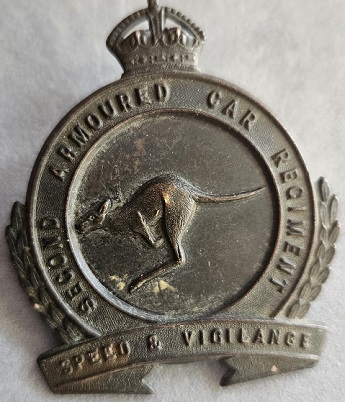 SECOND ARMOURED CAR REGIMENT
SPEED & VIGILANCE